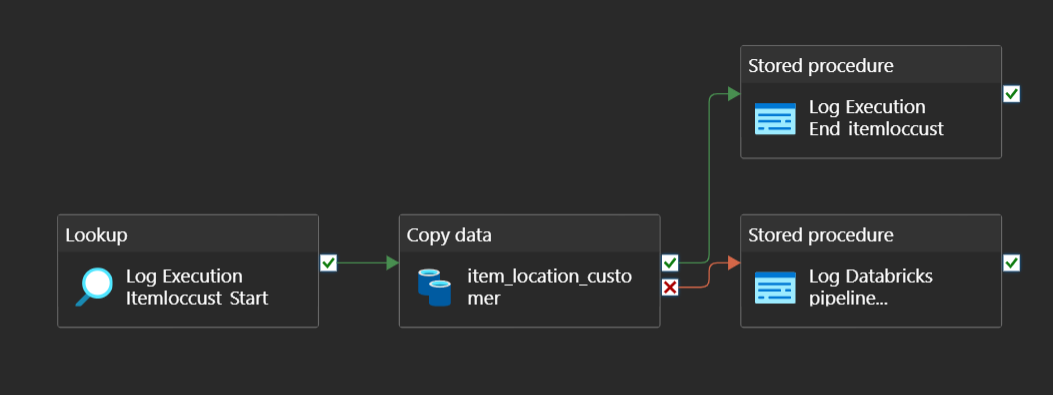 Stored procedure
Log Execution
End itemloccust
Lookup
Log Execution
Itemloccust Start
Copy data
item_location_custo
mer
Stored procedure
Log Databricks
pipeline...